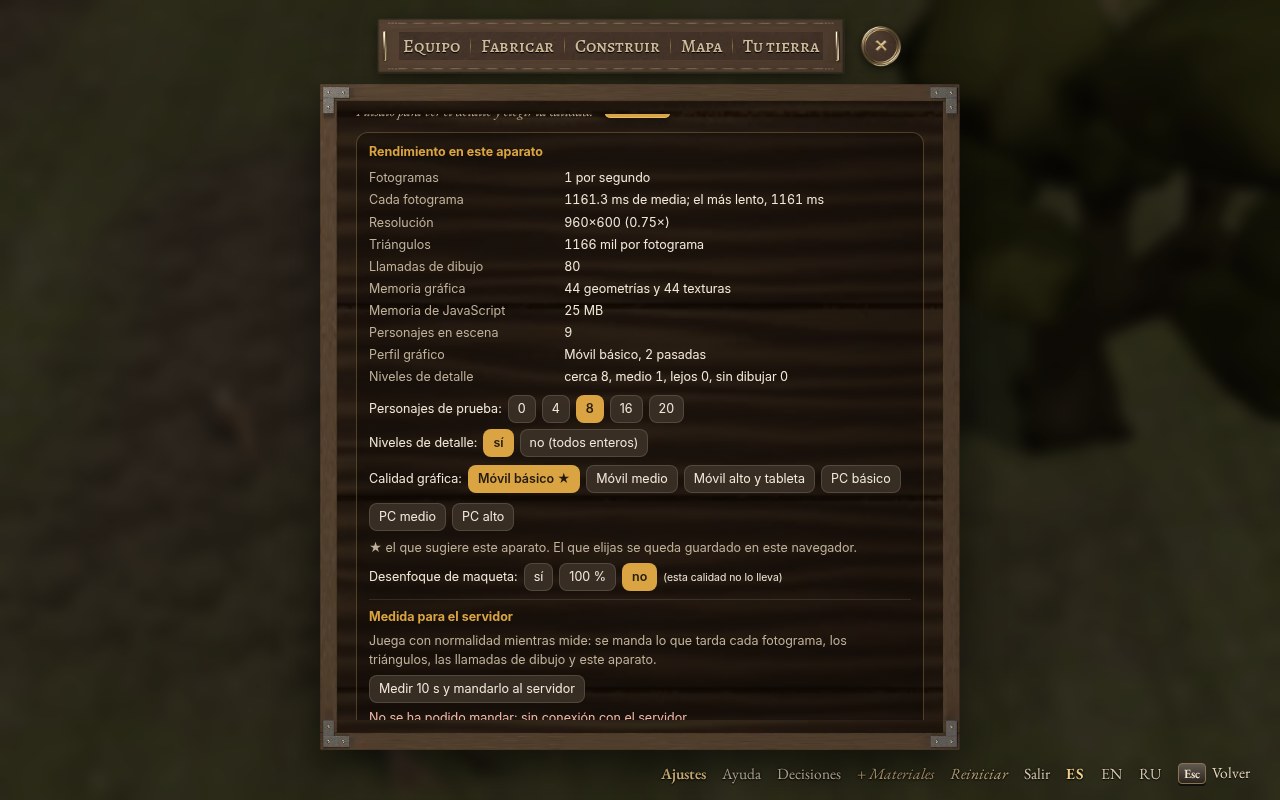 Equipo Fabricar Construir Mapa Tu tierra ✕
Rendimiento en este aparato
Fotogramas 1 por segundo
Cada fotograma 1161.3 ms de media; el más lento, 1161 ms
Resolución 960×600 (0.75×)
Triángulos 1166 mil por fotograma
Llamadas de dibujo 80
Memoria gráfica 44 geometrías y 44 texturas
Memoria de JavaScript 25 MB
Personajes en escena 9
Perfil gráfico Móvil básico, 2 pasadas
Niveles de detalle cerca 8, medio 1, lejos 0, sin dibujar 0
Personajes de prueba: 0 4 8 16 20
Niveles de detalle: sí no (todos enteros)
Calidad gráfica: Móvil básico ★ Móvil medio Móvil alto y tableta PC básico
PC medio PC alto
★ el que sugiere este aparato. El que elijas se queda guardado en este navegador.
Desenfoque de maqueta: sí 100 % no (esta calidad no lo lleva)
Medida para el servidor
Juega con normalidad mientras mide: se manda lo que tarda cada fotograma, los
triángulos, las llamadas de dibujo y este aparato.
Medir 10 s y mandarlo al servidor
No se ha podido mandar: sin conexión con el servidor
Ajustes Ayuda Decisiones + Materiales Reiniciar Salir ES EN RU Esc Volver